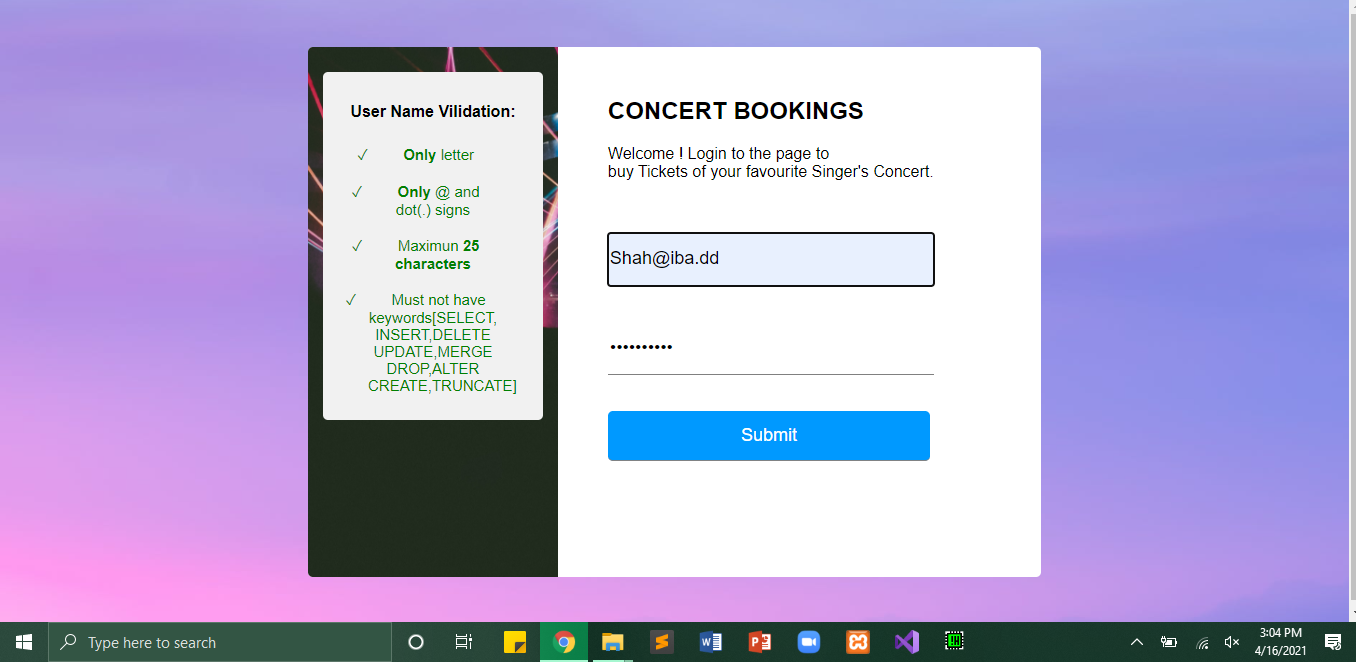 User Name Vilidation:
✓ Only letter
✓ Only @ and
dot(.) signs
✓ Maximun 25
characters
✓ Must not have
keywords[SELECT,
INSERT,DELETE
UPDATE,MERGE
DROP,ALTER
CREATE,TRUNCATE]
CONCERT BOOKINGS
Welcome ! Login to the page to
buy Tickets of your favourite Singer's Concert.
Shah@iba.dd
••••••••••
Submit
Type here to search
3:04 PM
4/16/2021